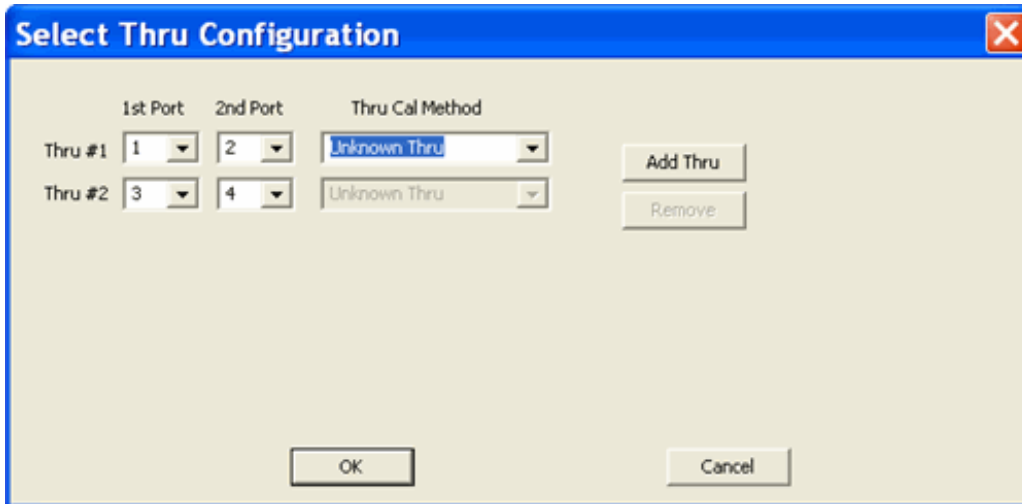 Select Thru Configuration
1st Port 2nd Port Thru Cal Method
Thru #1 1 2 Unknown Thru Add Thru
Thru #2 3 4 Unknown Thru Remove
OK Cancel